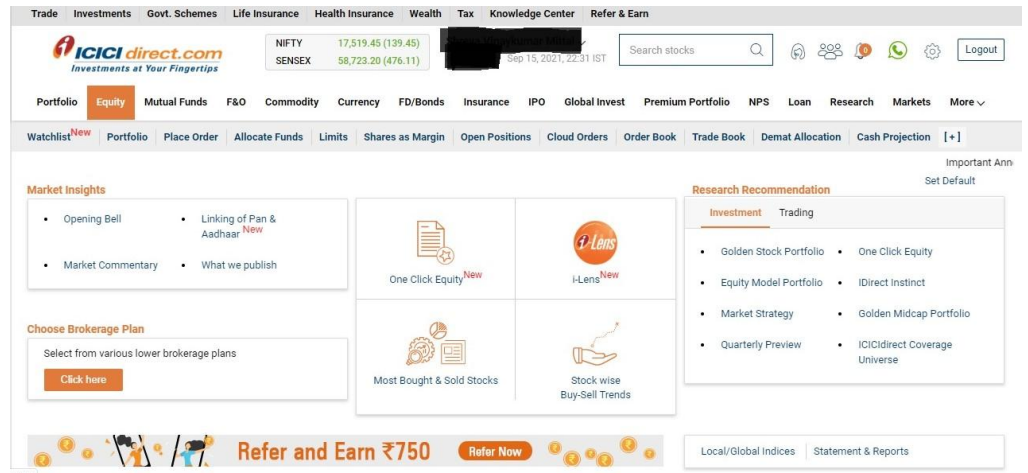 Trade Investments Govt. Schemes Life Insurance Health Insurance Wealth Tax Knowledge Center Refer & Earn
ICICI direct.com
Investments at Your Fingertips
NIFTY 17,519.45 (139.45)
SENSEX 58,723.20 (476.11)
Sep 15, 2021, 22:31 IST
Search stocks
0
Logout
Portfolio Equity Mutual Funds F&O Commodity Currency FD/Bonds Insurance IPO Global Invest Premium Portfolio NPS Loan Research Markets More
Watchlist New Portfolio Place Order Allocate Funds Limits Shares as Margin Open Positions Cloud Orders Order Book Trade Book Demat Allocation Cash Projection [+]
Important Ann
Set Default
Market Insights
• Opening Bell
• Linking of Pan &
Aadhaar New
• Market Commentary
• What we publish
Choose Brokerage Plan
Select from various lower brokerage plans
Click here
One Click Equity New
i-Lens
i-Lens New
Most Bought & Sold Stocks
Stock wise
Buy-Sell Trends
Research Recommendation
Investment Trading
• Golden Stock Portfolio • One Click Equity
• Equity Model Portfolio • IDirect Instinct
• Market Strategy • Golden Midcap Portfolio
• Quarterly Preview • ICICIdirect Coverage
Universe
Refer and Earn ₹750 Refer Now
Local/Global Indices Statement & Reports